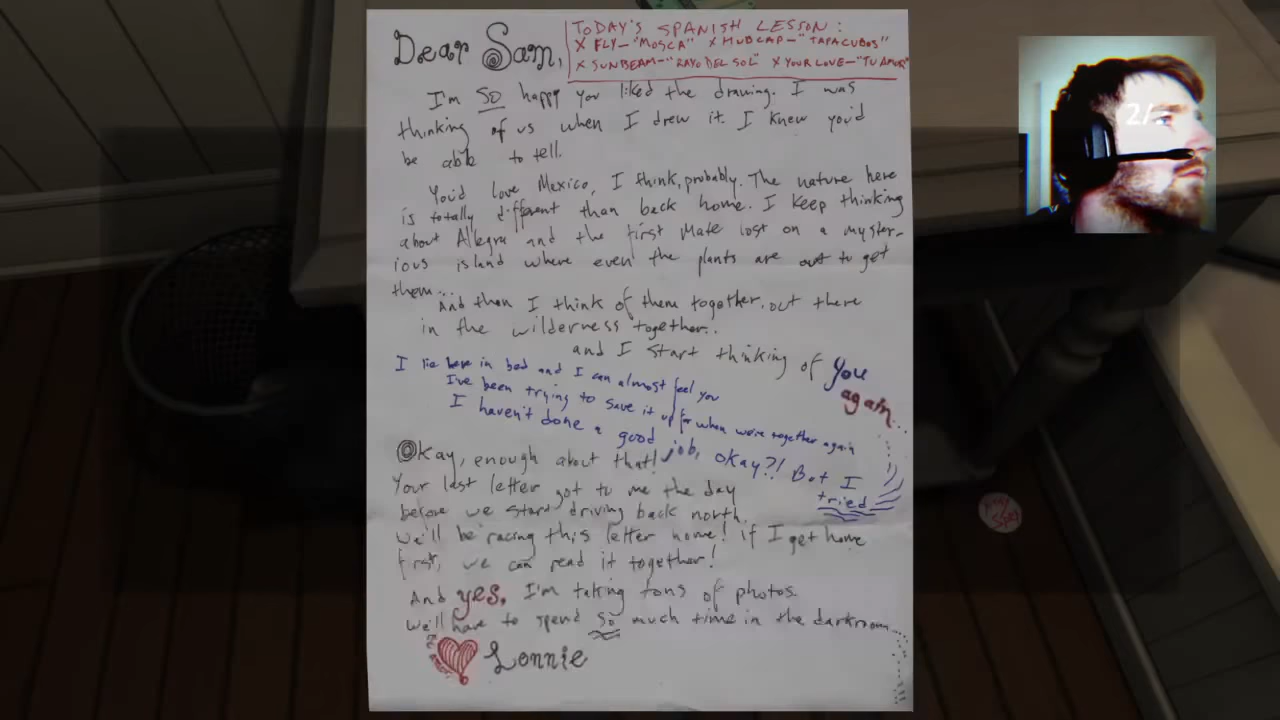 Dear Sam,
TODAY'S SPANISH LESSON:
X FLY-"MOSCA" X HUBCAP-"TAPACUBOS"
X SUNBEAM-"RAYO DEL SOL" X YOUR LOVE-"TU AMOR"
I'm SO happy you liked the drawing. I was
thinking of us when I drew it. I knew you'd
be able to tell.
You'd love Mexico, I think, probably. The nature here
is totally different than back home. I keep thinking
about Allegra and the first Mate lost on a myster-
ious island where even the plants are out to get
them...
And then I think of them together, out there
in the wilderness together..
and I start thinking of you
again...
I lie here in bed and I can almost feel you
I've been trying to save it up for when we're together again
I haven't done a good job, okay?! But I
tried
Okay, enough about that!
Your last letter got to me the day
before we start driving back north.
We'll be racing this letter home! if I get home
first, we can read it together!
And yes, I'm taking tons of photos.
We'll have to spend SO much time in the darkroom...
Lonnie
2/